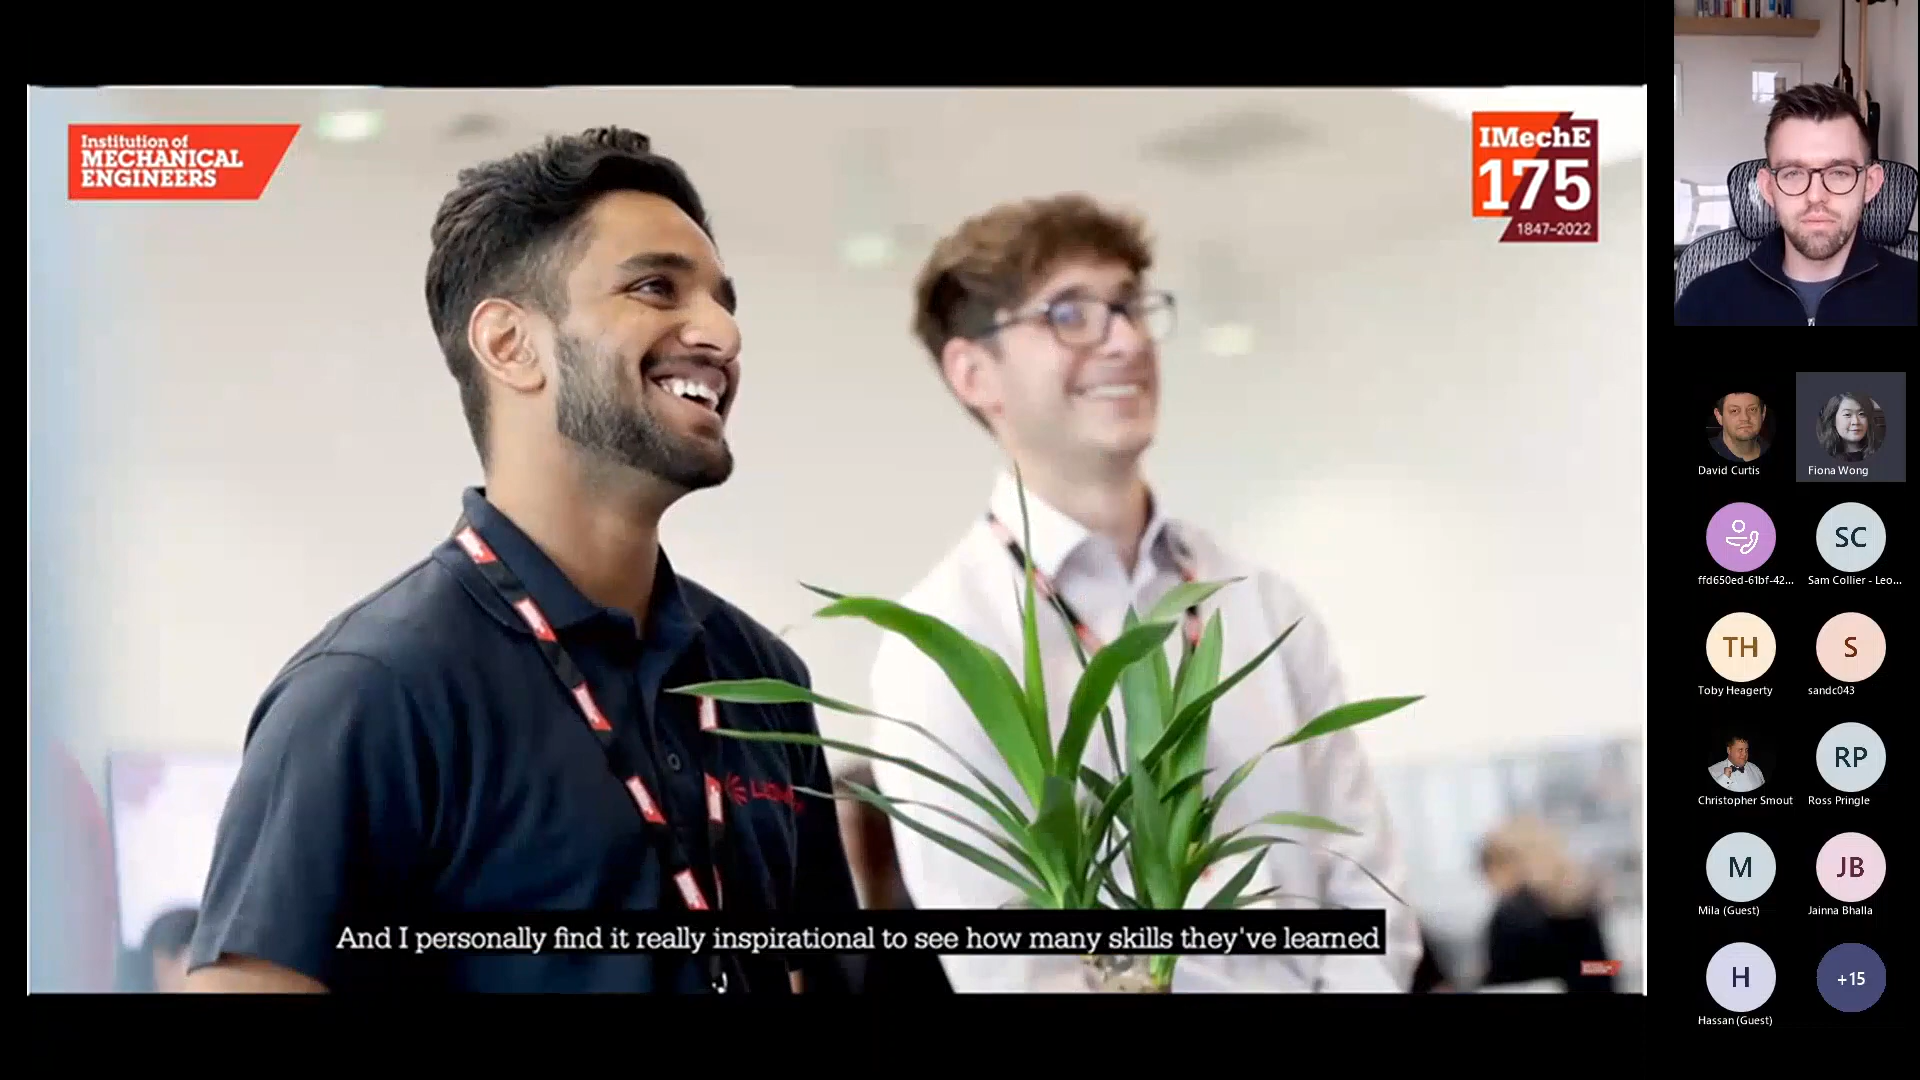 Institution of
MECHANICAL
ENGINEERS
IMechE
175
1847–2022
And I personally find it really inspirational to see how many skills they've learned
David Curtis
Fiona Wong
ffd650ed-61bf-42...
SC
Sam Collier - Leo...
TH
Toby Heagerty
S
sandc043
Christopher Smout
RP
Ross Pringle
M
Mila (Guest)
JB
Jainna Bhalla
H
Hassan (Guest)
+15